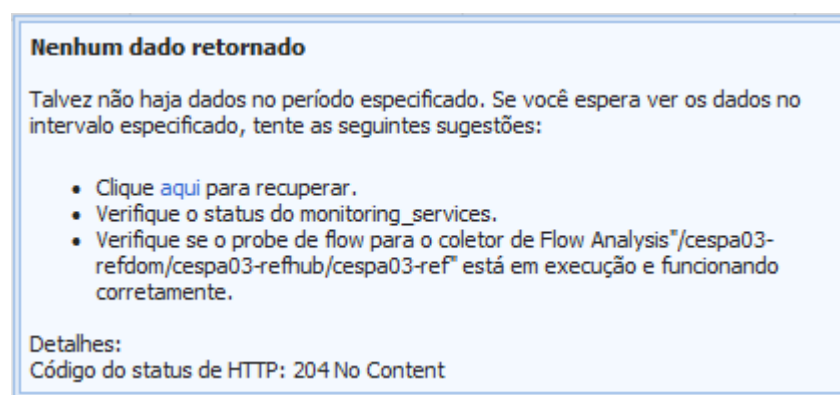 Nenhum dado retornado
Talvez não haja dados no período especificado. Se você espera ver os dados no
intervalo especificado, tente as seguintes sugestões:
• Clique aqui para recuperar.
• Verifique o status do monitoring_services.
• Verifique se o probe de flow para o coletor de Flow Analysis"/cespa03-
refdom/cespa03-refhub/cespa03-ref" está em execução e funcionando
corretamente.
Detalhes:
Código do status de HTTP: 204 No Content